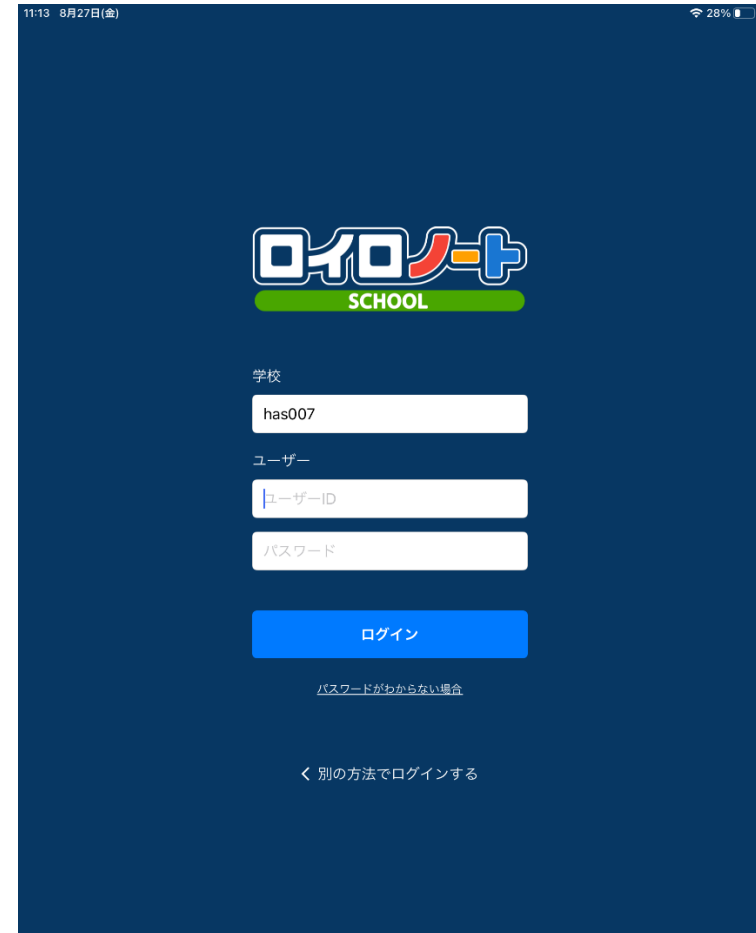 11:13 8月27日(金) 28%
ロイロノート
SCHOOL
学校
has007
ユーザー
ユーザーID
パスワード
ログイン
パスワードがわからない場合
別の方法でログインする